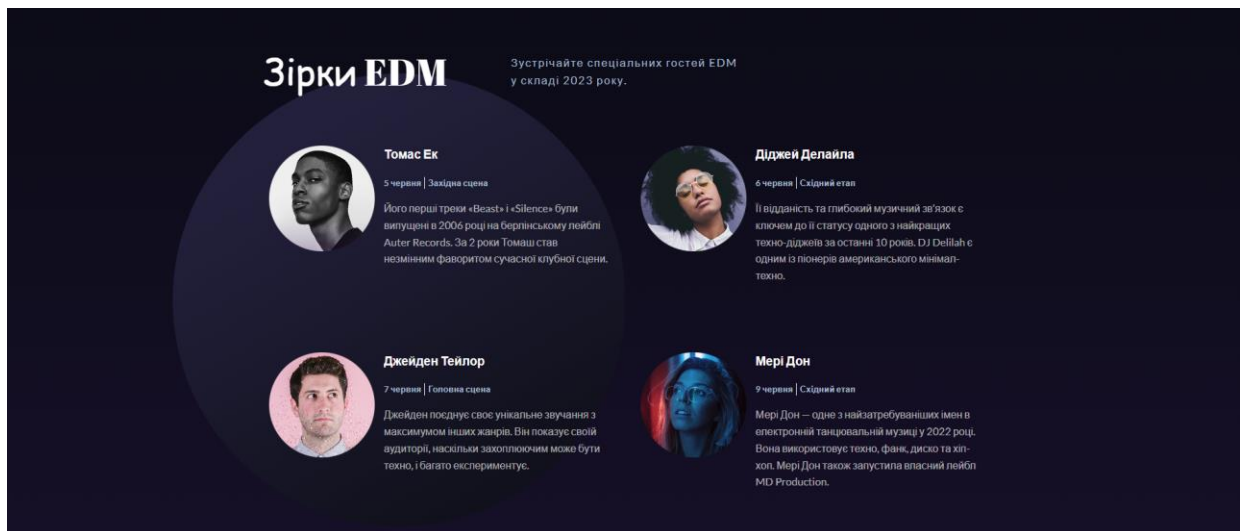 Зірки EDM
Зустрічайте спеціальних гостей EDM
у складі 2023 року.
Томас Ек
5 червня | Західна сцена
Його перші треки «Beast» і «Silence» були
випущені в 2006 році на берлінському лейблі
Auter Records. За 2 роки Томаш став
незмінним фаворитом сучасної клубної сцени.
Діджей Делайла
6 червня | Східний етап
Її відданість та глибокий музичний зв'язок є
ключем до її статусу одного з найкращих
техно-діджеїв за останні 10 років. DJ Delilah є
одним із піонерів американського мінімал-
техно.
Джейден Тейлор
7 червня | Головна сцена
Джейден поєднує своє унікальне звучання з
максимумом інших жанрів. Він показує своїй
аудиторії, наскільки захоплюючим може бути
техно, і багато експериментує.
Мері Дон
9 червня | Східний етап
Мері Дон — одне з найзатребуваніших імен в
електронній танцювальній музиці у 2022 році.
Вона використовує техно, фанк, диско та хіп-
хоп. Мері Дон також запустила власний лейбл
MD Production.